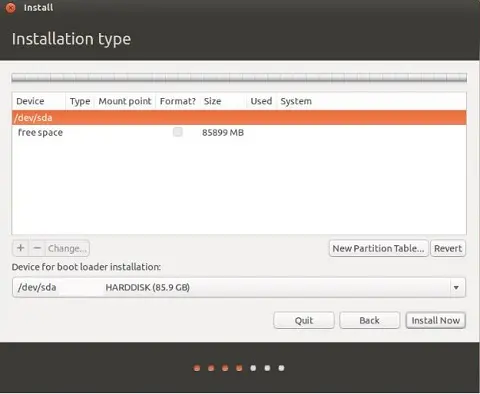 Install
Installation type
Device Type Mount point Format? Size Used System
/dev/sda
free space 85899 MB
+ − Change... New Partition Table... Revert
Device for boot loader installation:
/dev/sda HARDDISK (85.9 GB)
Quit Back Install Now